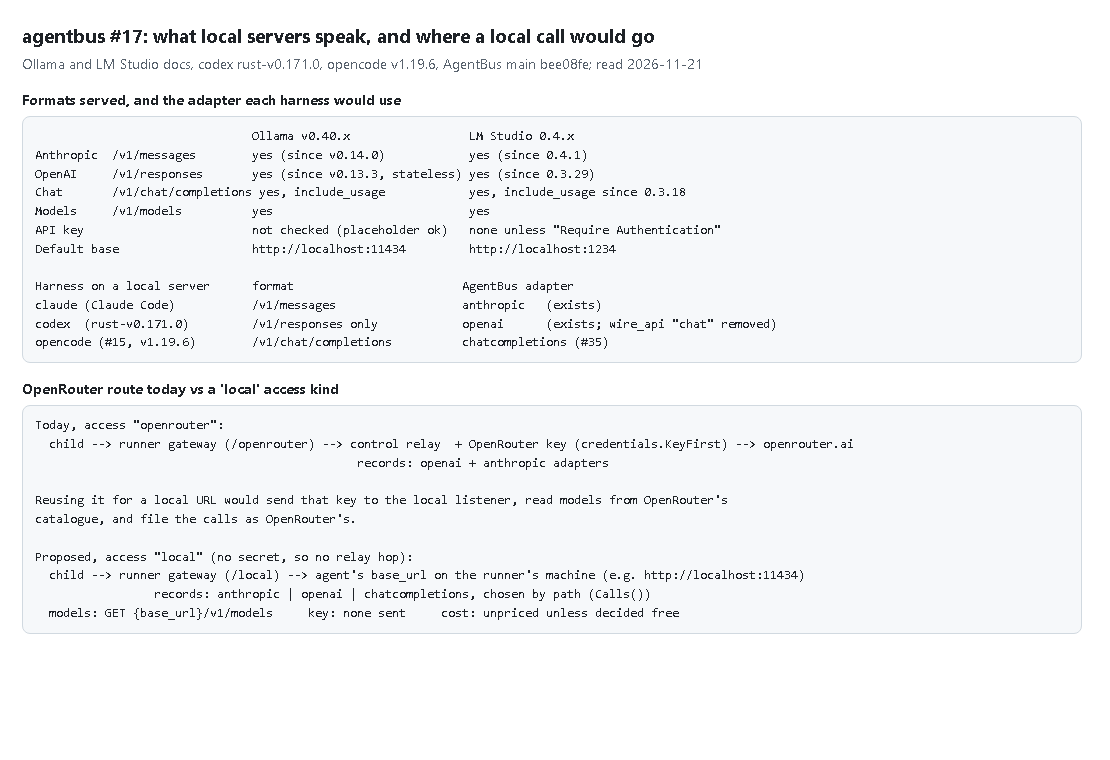 agentbus #17: what local servers speak, and where a local call would go
Ollama and LM Studio docs, codex rust-v0.171.0, opencode v1.19.6, AgentBus main bee08fe; read 2026-11-21
Formats served, and the adapter each harness would use
Ollama v0.40.x LM Studio 0.4.x
Anthropic /v1/messages yes (since v0.14.0) yes (since 0.4.1)
OpenAI /v1/responses yes (since v0.13.3, stateless) yes (since 0.3.29)
Chat /v1/chat/completions yes, include_usage yes, include_usage since 0.3.18
Models /v1/models yes yes
API key not checked (placeholder ok) none unless "Require Authentication"
Default base http://localhost:11434 http://localhost:1234
Harness on a local server format AgentBus adapter
claude (Claude Code) /v1/messages anthropic (exists)
codex (rust-v0.171.0) /v1/responses only openai (exists; wire_api "chat" removed)
opencode (#15, v1.19.6) /v1/chat/completions chatcompletions (#35)
OpenRouter route today vs a 'local' access kind
Today, access "openrouter":
child --> runner gateway (/openrouter) --> control relay + OpenRouter key (credentials.KeyFirst) --> openrouter.ai
records: openai + anthropic adapters
Reusing it for a local URL would send that key to the local listener, read models from OpenRouter's
catalogue, and file the calls as OpenRouter's.
Proposed, access "local" (no secret, so no relay hop):
child --> runner gateway (/local) --> agent's base_url on the runner's machine (e.g. http://localhost:11434)
records: anthropic | openai | chatcompletions, chosen by path (Calls())
models: GET {base_url}/v1/models key: none sent cost: unpriced unless decided free